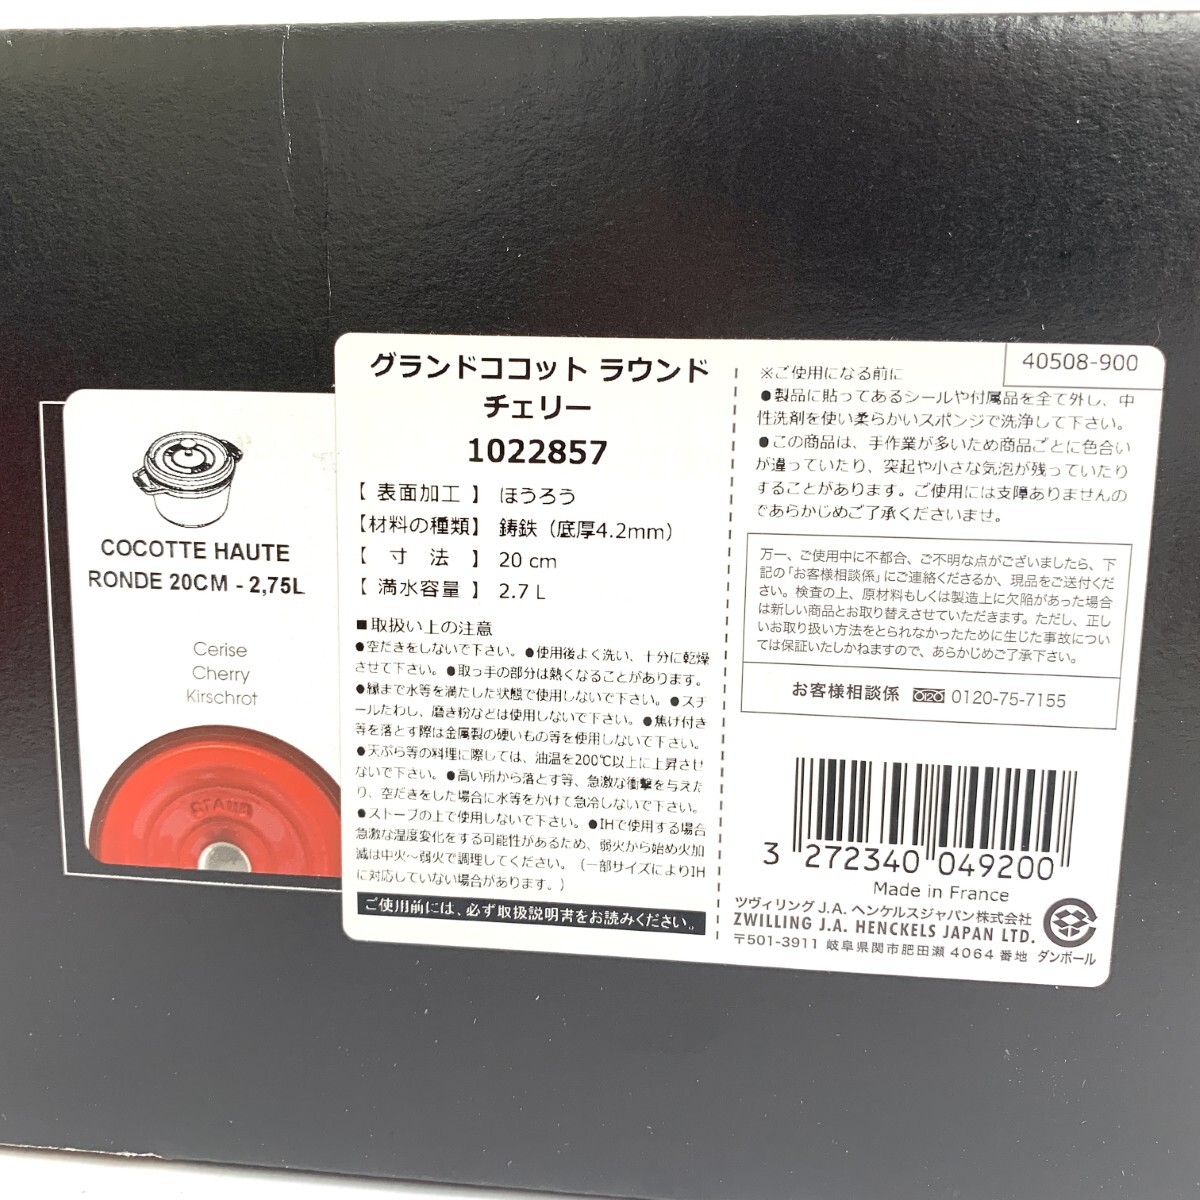 COCOTTE HAUTE
RONDE 20CM - 2,75L
Cerise
Cherry
Kirschrot
STAUB
グランドココット ラウンド
チェリー
1022857
【 表面加工 】 ほうろう
【材料の種類】 鋳鉄（底厚4.2mm）
【 寸 法 】 20 cm
【 満水容量 】 2.7 L
■取扱い上の注意
●空だきをしないで下さい。●使用後よく洗い、十分に乾燥
させて下さい。●取っ手の部分は熱くなることがあります。
●縁まで水等を満たした状態で使用しないで下さい。●スチ
ールたわし、磨き粉などは使用しないで下さい。●焦げ付き
等を落とす際は金属製の硬いもの等を使用しないで下さい。
●天ぷら等の料理に際しては、油温を200℃以上に上昇させ
ないで下さい。●高い所から落とす等、急激な衝撃を与えた
り、空だきをした場合に水等をかけて急冷しないで下さい。
●ストーブの上で使用しないで下さい。●IHで使用する場合
急激な温度変化をする可能性があるため、弱火から始め火加
減は中火～弱火で調理してください。（一部サイズによりIH
に対応していない場合があります。）
ご使用前には、必ず取扱説明書をお読みください。
40508-900
※ご使用になる前に
●製品に貼ってあるシールや付属品を全て外し、中
性洗剤を使い柔らかいスポンジで洗浄して下さい。
●この商品は、手作業が多いため商品ごとに色合い
が違っていたり、突起や小さな気泡が残っていたり
することがあります。ご使用には支障ありませんの
であらかじめご了承くださいませ。
万一、ご使用中に不都合、ご不明な点がございましたら、下
記の「お客様相談係」にご連絡くださるか、現品をご送付くだ
さい。検査の上、原材料もしくは製造上に欠陥があった場合
は新しい商品とお取り替えさせていただきます。ただし、正し
いお取り扱い方法をとられなかったために生じた事故につい
ては保証いたしかねますので、あらかじめご了承下さい。
お客様相談係 0120-75-7155
3 272340 049200
Made in France
ツヴィリング J.A. ヘンケルスジャパン株式会社
ZWILLING J.A. HENCKELS JAPAN LTD.
〒501-3911 岐阜県関市肥田瀬 4064 番地 ダンボール